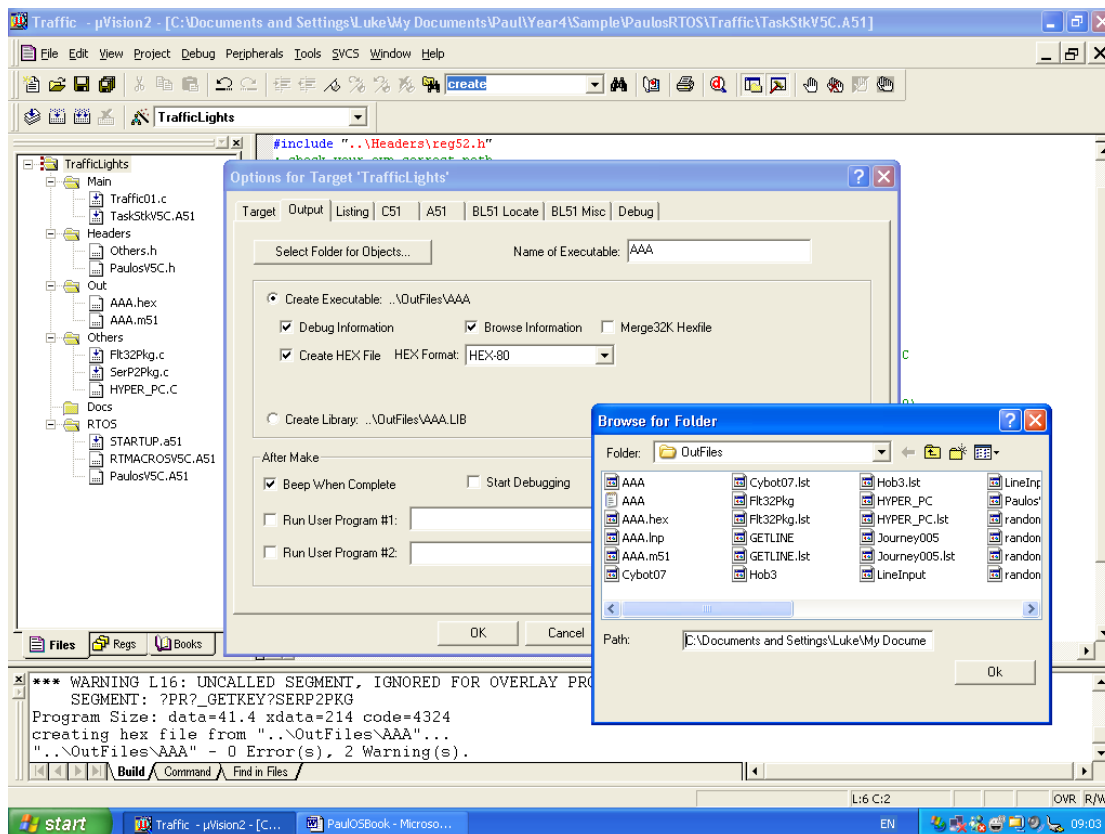 Traffic - µVision2 - [C:\Documents and Settings\Luke\My Documents\Paul\Year4\Sample\PaulosRTOS\Traffic\TaskStkV5C.A51]
File Edit View Project Debug Peripherals Tools SVCS Window Help
create
TrafficLights
#include "..\Headers\reg52.h"
TrafficLights
Main
Traffic01.c
TaskStkV5C.A51
Headers
Others.h
PaulosV5C.h
Out
AAA.hex
AAA.m51
Others
Flt32Pkg.c
SerP2Pkg.c
HYPER_PC.C
Docs
RTOS
STARTUP.a51
RTMACROSV5C.A51
PaulosV5C.A51
Files Regs Books
Options for Target 'TrafficLights'
Target Output Listing C51 A51 BL51 Locate BL51 Misc Debug
Select Folder for Objects... Name of Executable: AAA
Create Executable: ..\OutFiles\AAA
Debug Information Browse Information Merge32K Hexfile
Create HEX File HEX Format: HEX-80
Create Library: ..\OutFiles\AAA.LIB
After Make
Beep When Complete Start Debugging
Run User Program #1:
Run User Program #2:
OK Cancel
C
Browse for Folder
Folder: OutFiles
AAA Cybot07.lst Hob3.lst LineInp
AAA Flt32Pkg HYPER_PC Paulos'
AAA.hex Flt32Pkg.lst HYPER_PC.lst random
AAA.lnp GETLINE Journey005 random
AAA.m51 GETLINE.lst Journey005.lst random
Cybot07 Hob3 LineInput random
Path: C:\Documents and Settings\Luke\My Docume
Ok
*** WARNING L16: UNCALLED SEGMENT, IGNORED FOR OVERLAY PRO
SEGMENT: ?PR?_GETKEY?SERP2PKG
Program Size: data=41.4 xdata=214 code=4324
creating hex file from "..\OutFiles\AAA"...
"..\OutFiles\AAA" - 0 Error(s), 2 Warning(s).
Build Command Find in Files
L:6 C:2 OVR R/W
start Traffic - µVision2 - [C... PaulOSBook - Microso... EN 09:03